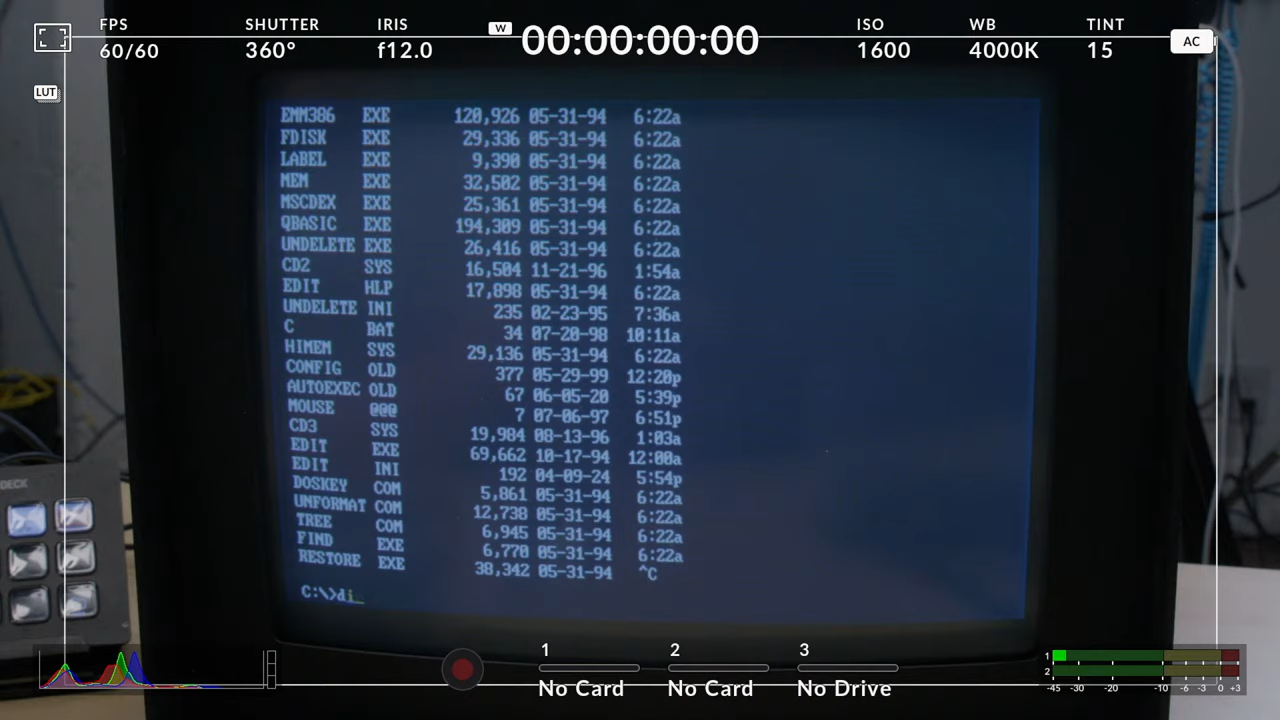 FPS SHUTTER IRIS W 00:00:00:00 ISO WB TINT AC
60/60 360° f12.0 1600 4000K 15
LUT
EMM386 EXE 120,926 05-31-94 6:22a
FDISK EXE 29,336 05-31-94 6:22a
LABEL EXE 9,390 05-31-94 6:22a
MEM EXE 32,502 05-31-94 6:22a
MSCDEX EXE 25,361 05-31-94 6:22a
QBASIC EXE 194,309 05-31-94 6:22a
UNDELETE EXE 26,416 05-31-94 6:22a
CD2 SYS 16,504 11-21-96 1:54a
EDIT HLP 17,898 05-31-94 6:22a
UNDELETE INI 235 02-23-95 7:36a
C BAT 34 07-20-98 10:11a
HIMEM SYS 29,136 05-31-94 6:22a
CONFIG OLD 377 05-29-99 12:20p
AUTOEXEC OLD 67 06-05-20 5:39p
MOUSE @@@ 7 07-06-97 6:51p
CD3 SYS 19,984 08-13-96 1:03a
EDIT EXE 69,662 10-17-94 12:00a
EDIT INI 192 04-09-24 5:54p
DOSKEY COM 5,861 05-31-94 6:22a
UNFORMAT COM 12,738 05-31-94 6:22a
TREE COM 6,945 05-31-94 6:22a
FIND EXE 6,770 05-31-94 6:22a
RESTORE EXE 38,342 05-31-94 ^C
C:\>di_
DECK
1 2 3
No Card No Card No Drive
1
2
-45 -30 -20 -10 -6 -3 0 +3